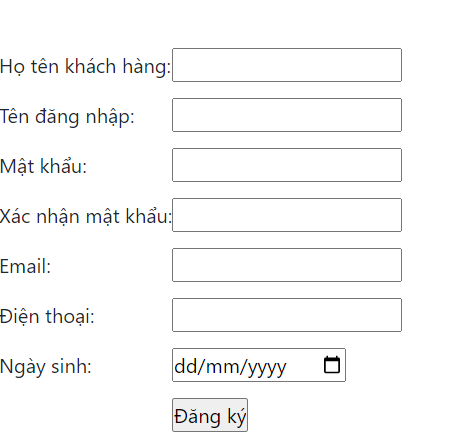 Họ tên khách hàng:
Tên đăng nhập:
Mật khẩu:
Xác nhận mật khẩu:
Email:
Điện thoại:
Ngày sinh: dd/mm/yyyy
Đăng ký